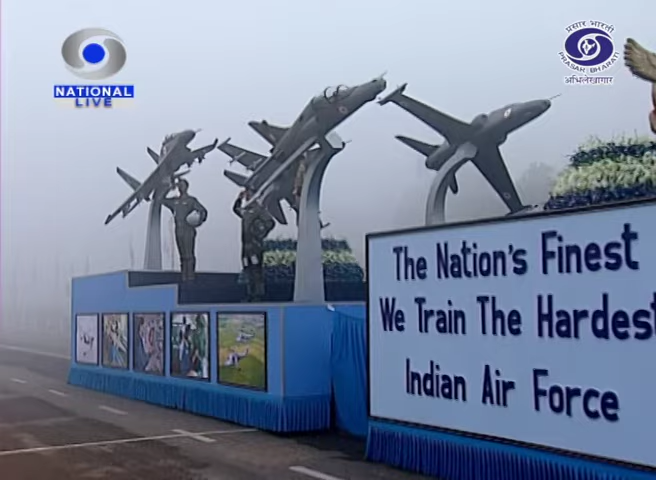 NATIONAL
LIVE
प्रसार भारती
PRASAR BHARATI
अभिलेखागार
The Nation's Finest
We Train The Hardest
Indian Air Force